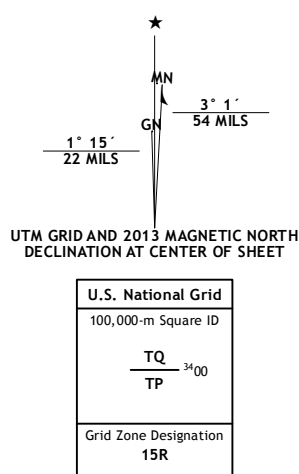 ★
MN
3° 1´
54 MILS
GN
1° 15´
22 MILS
UTM GRID AND 2013 MAGNETIC NORTH
DECLINATION AT CENTER OF SHEET
U.S. National Grid
100,000-m Square ID
TQ
³⁴00
TP
Grid Zone Designation
15R